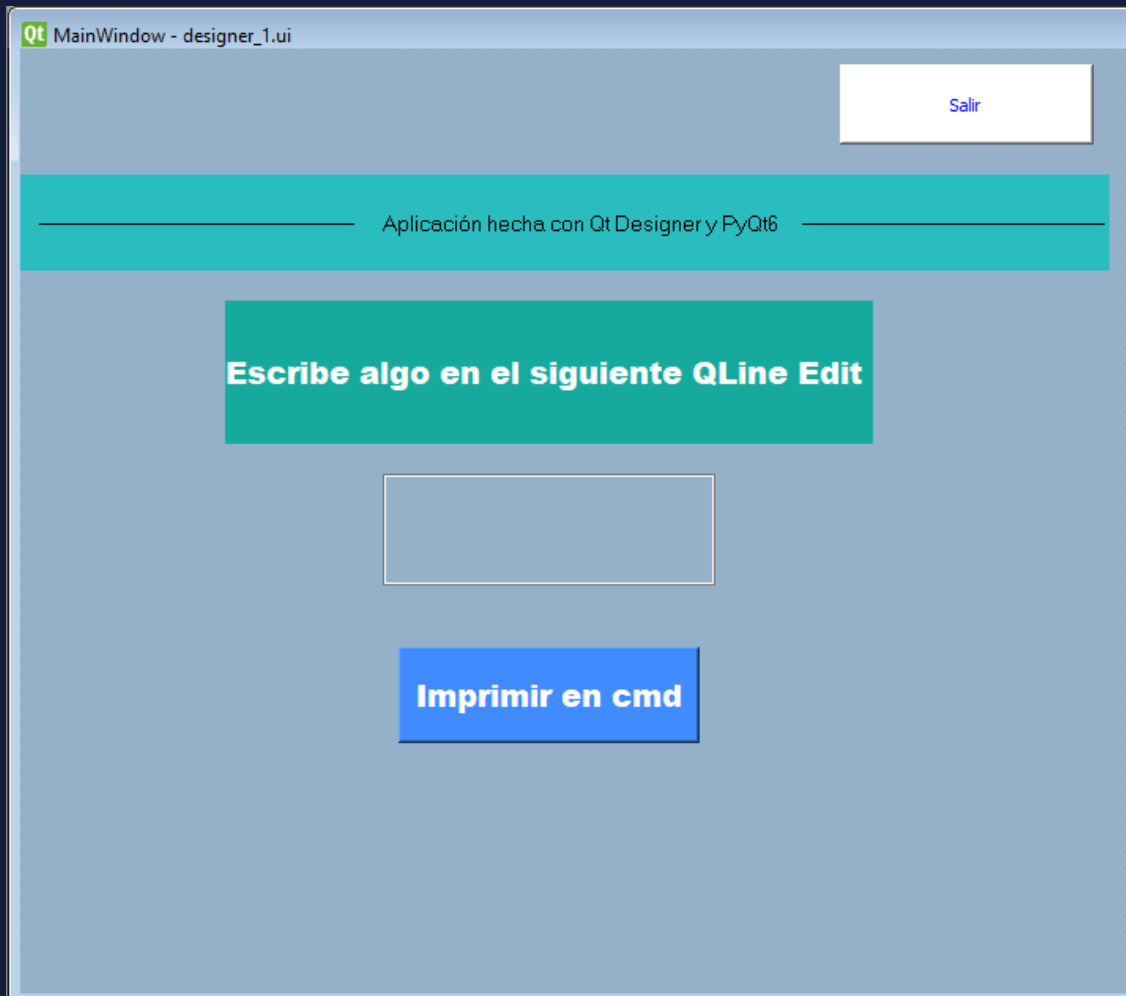 Qt MainWindow - designer_1.ui
Salir
Aplicación hecha con Qt Designer y PyQt6
Escribe algo en el siguiente QLine Edit
Imprimir en cmd